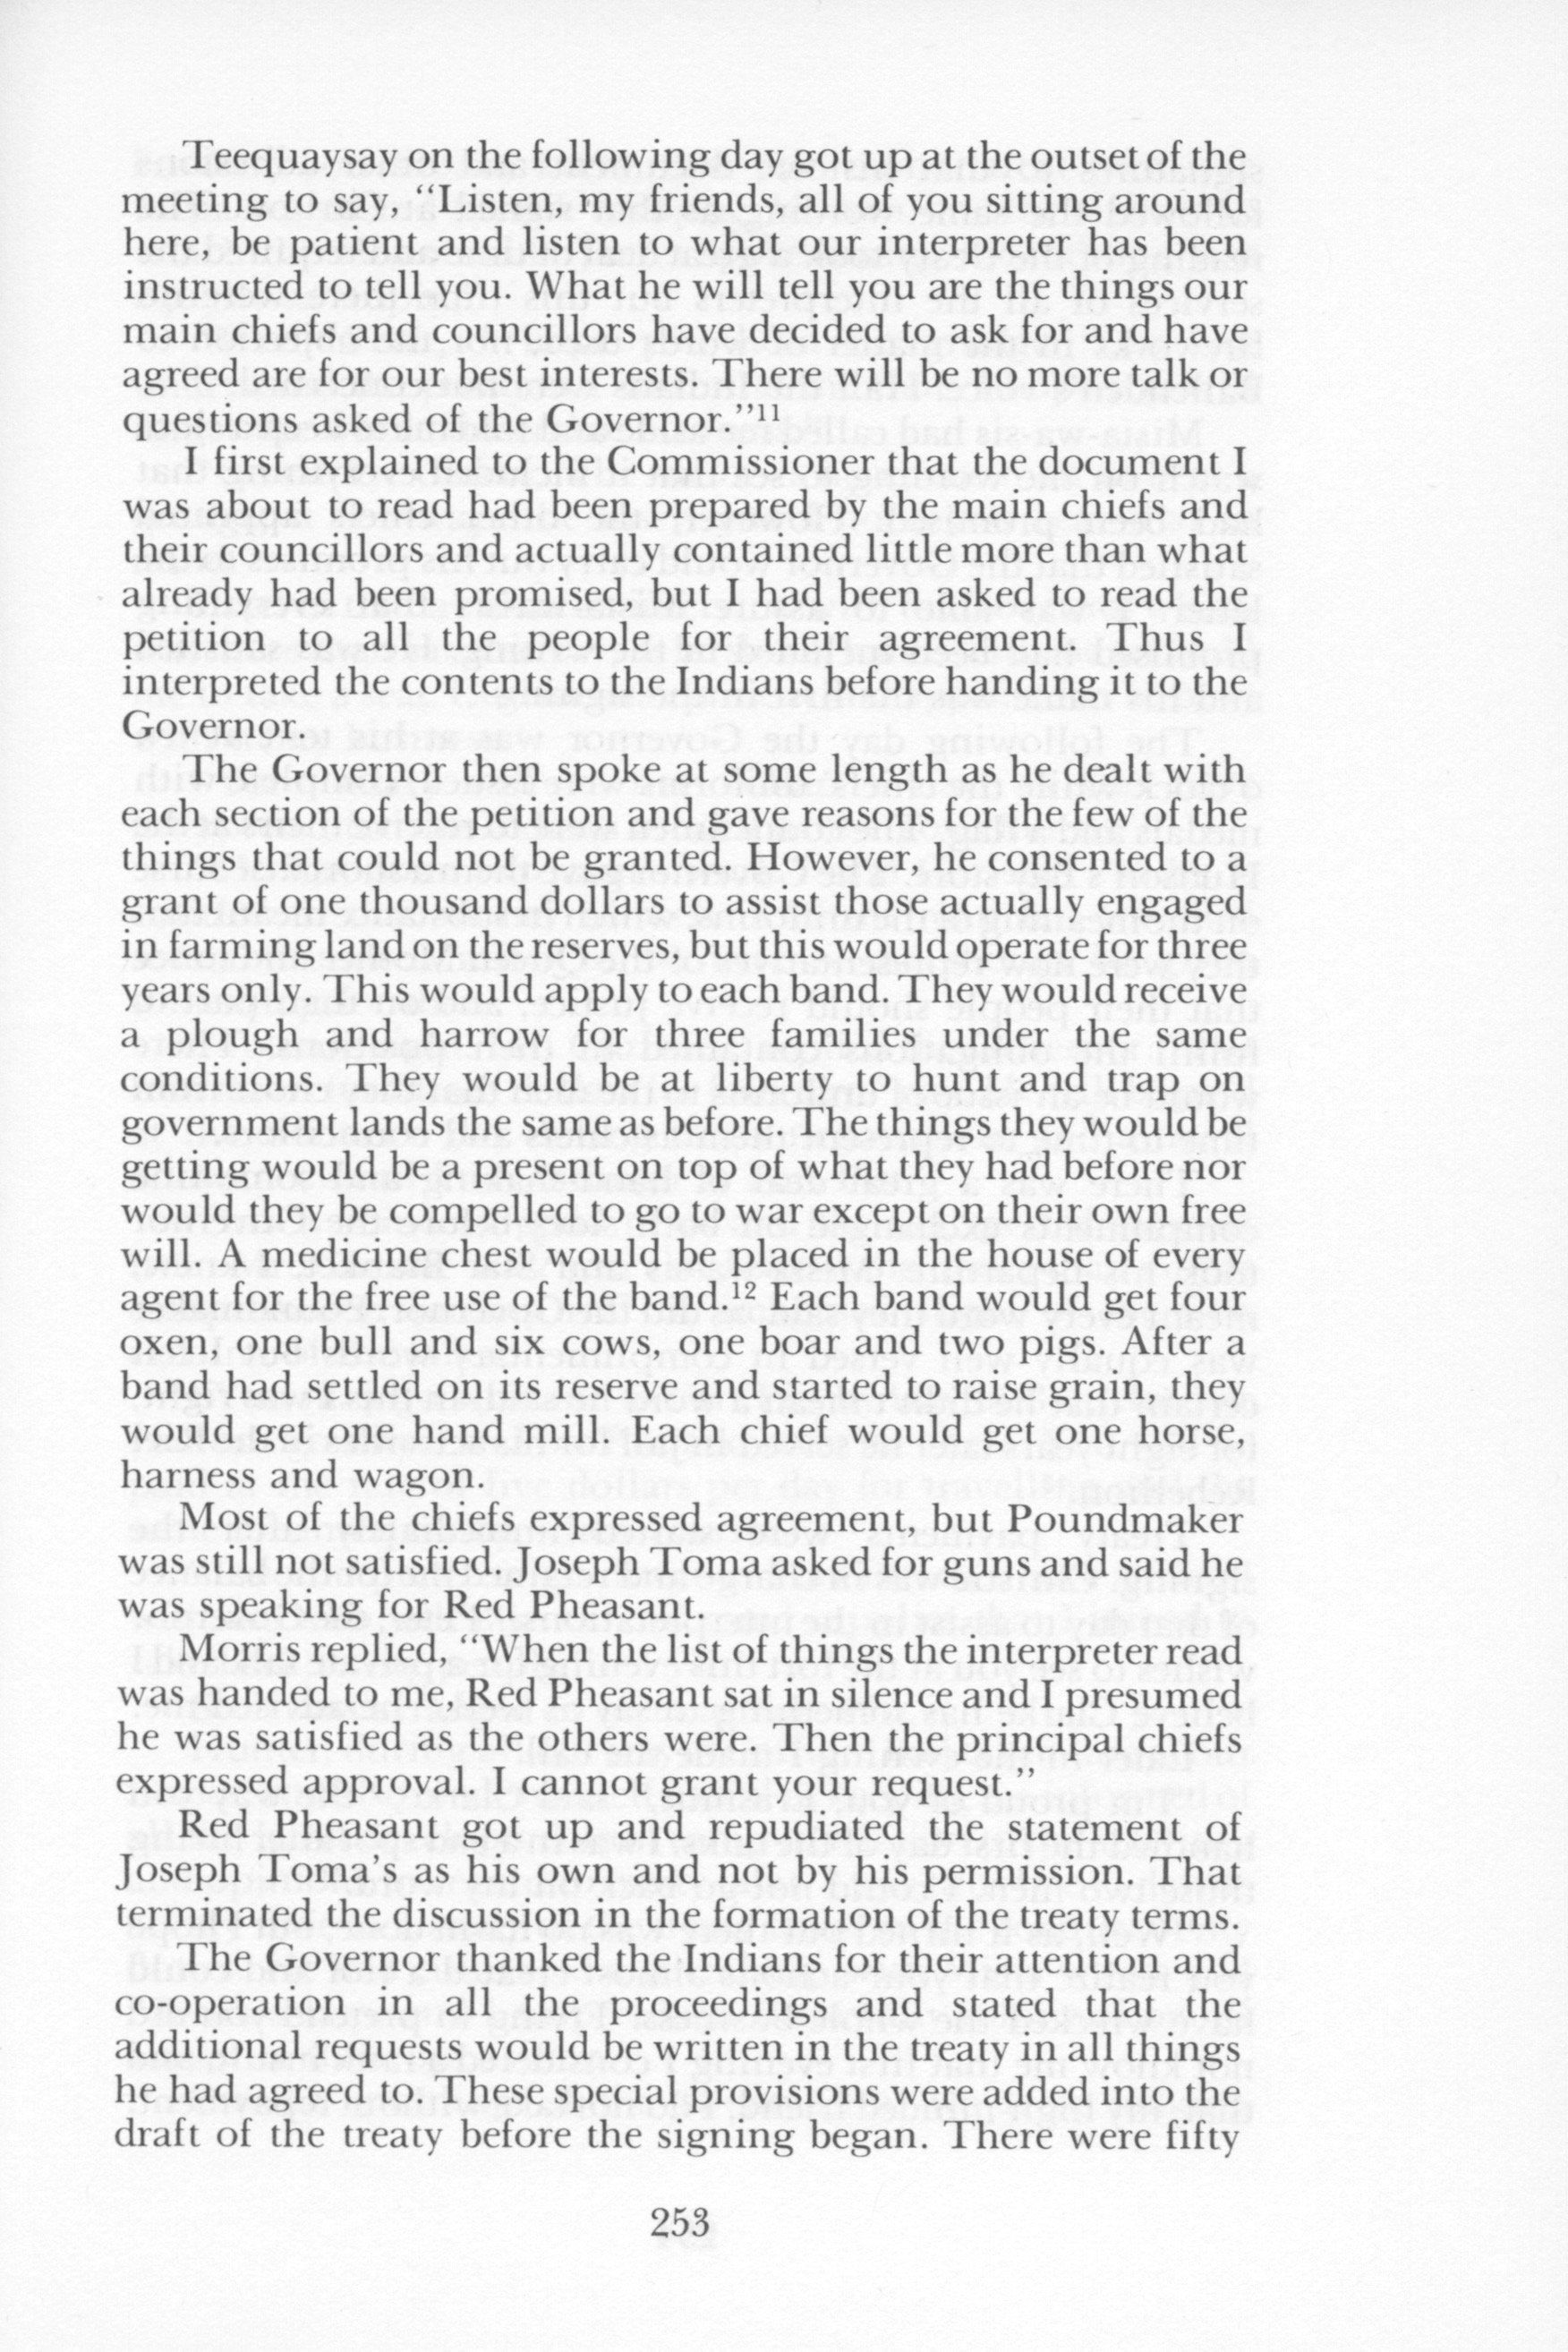 Teequaysay on the following day got up at the outset of the
meeting to say, “Listen, my friends, all of you sitting around
here, be patient and listen to what our interpreter has been
instructed to tell you. What he will tell you are the things our
main chiefs and councillors have decided to ask for and have
agreed are for our best interests. There will be no more talk or
questions asked of the Governor.”¹¹
I first explained to the Commissioner that the document I
was about to read had been prepared by the main chiefs and
their councillors and actually contained little more than what
already had been promised, but I had been asked to read the
petition to all the people for their agreement. Thus I
interpreted the contents to the Indians before handing it to the
Governor.
The Governor then spoke at some length as he dealt with
each section of the petition and gave reasons for the few of the
things that could not be granted. However, he consented to a
grant of one thousand dollars to assist those actually engaged
in farming land on the reserves, but this would operate for three
years only. This would apply to each band. They would receive
a plough and harrow for three families under the same
conditions. They would be at liberty to hunt and trap on
government lands the same as before. The things they would be
getting would be a present on top of what they had before nor
would they be compelled to go to war except on their own free
will. A medicine chest would be placed in the house of every
agent for the free use of the band.¹² Each band would get four
oxen, one bull and six cows, one boar and two pigs. After a
band had settled on its reserve and started to raise grain, they
would get one hand mill. Each chief would get one horse,
harness and wagon.
Most of the chiefs expressed agreement, but Poundmaker
was still not satisfied. Joseph Toma asked for guns and said he
was speaking for Red Pheasant.
Morris replied, “When the list of things the interpreter read
was handed to me, Red Pheasant sat in silence and I presumed
he was satisfied as the others were. Then the principal chiefs
expressed approval. I cannot grant your request.”
Red Pheasant got up and repudiated the statement of
Joseph Toma’s as his own and not by his permission. That
terminated the discussion in the formation of the treaty terms.
The Governor thanked the Indians for their attention and
co-operation in all the proceedings and stated that the
additional requests would be written in the treaty in all things
he had agreed to. These special provisions were added into the
draft of the treaty before the signing began. There were fifty
253